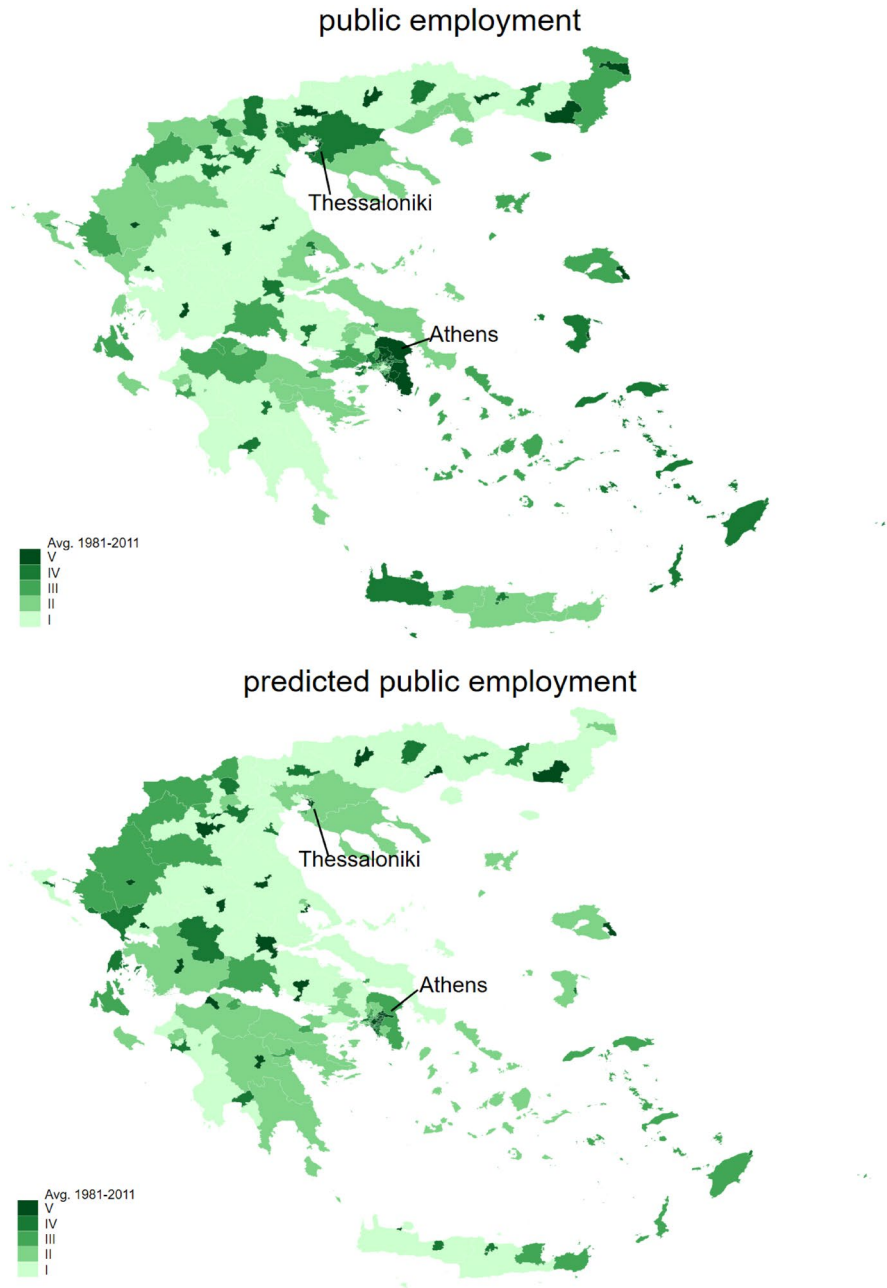 public employment
Thessaloniki
Athens
Avg. 1981-2011
V
IV
III
II
I
predicted public employment
Thessaloniki
Athens
Avg. 1981-2011
V
IV
III
II
I